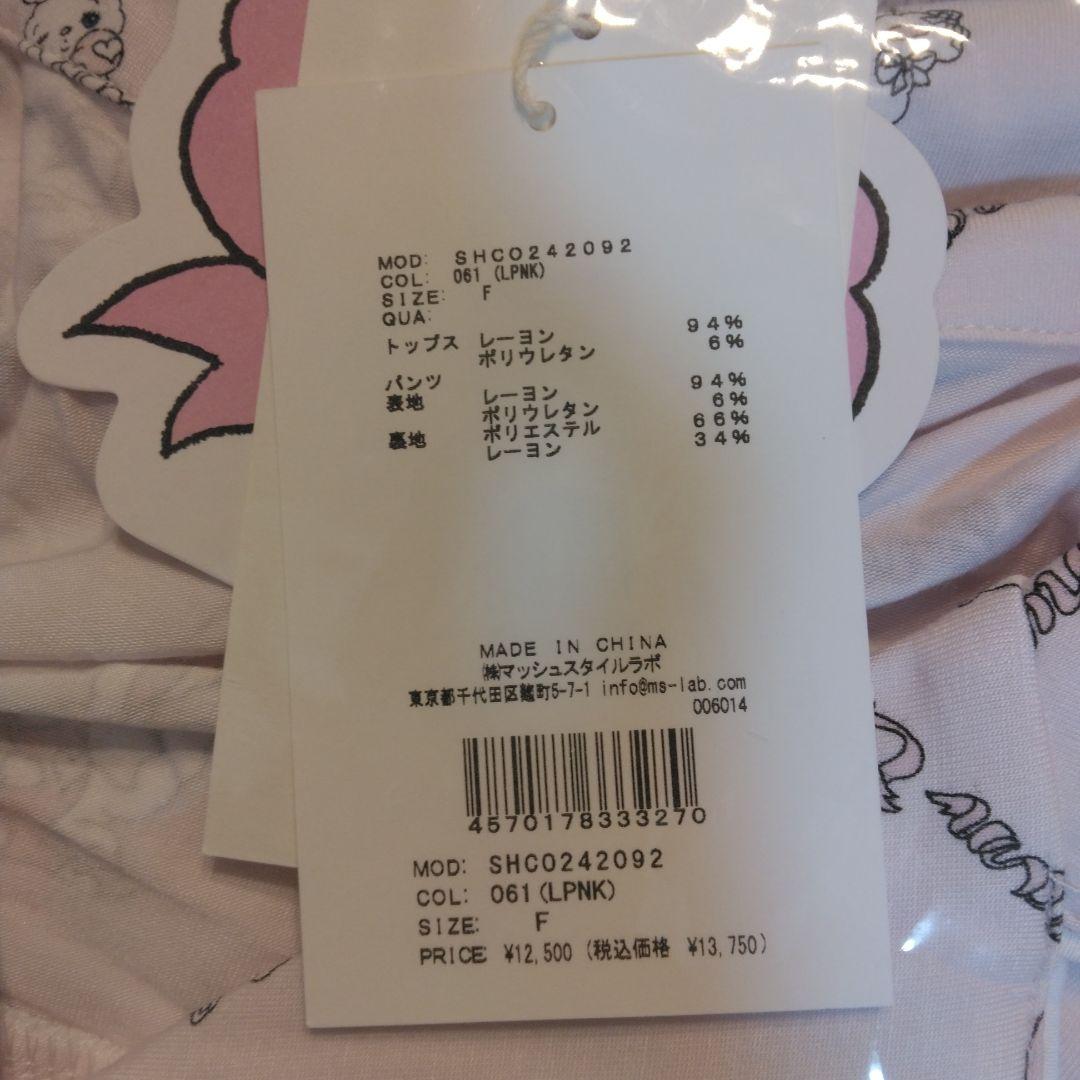 MOD: SHC0242092
COL: 061 (LPNK)
SIZE: F
QUA:
トップス レーヨン 94%
ポリウレタン 6%
パンツ
表地 レーヨン 94%
ポリウレタン 6%
裏地 ポリエステル 66%
レーヨン 34%
MADE IN CHINA
㈱マッシュスタイルラボ
東京都千代田区麹町5-7-1 info@ms-lab.com
006014
4570178333270
MOD: SHC0242092
COL: 061(LPNK)
SIZE: F
PRICE: ¥12,500 (税込価格 ¥13,750)